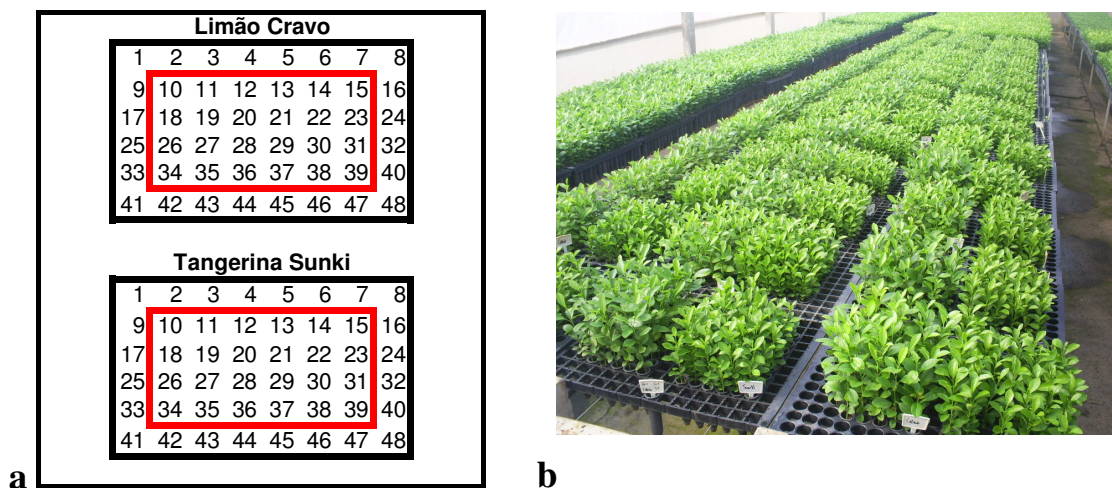 Limão Cravo
1 2 3 4 5 6 7 8
9 10 11 12 13 14 15 16
17 18 19 20 21 22 23 24
25 26 27 28 29 30 31 32
33 34 35 36 37 38 39 40
41 42 43 44 45 46 47 48
Tangerina Sunki
1 2 3 4 5 6 7 8
9 10 11 12 13 14 15 16
17 18 19 20 21 22 23 24
25 26 27 28 29 30 31 32
33 34 35 36 37 38 39 40
41 42 43 44 45 46 47 48
a
b
Sunki